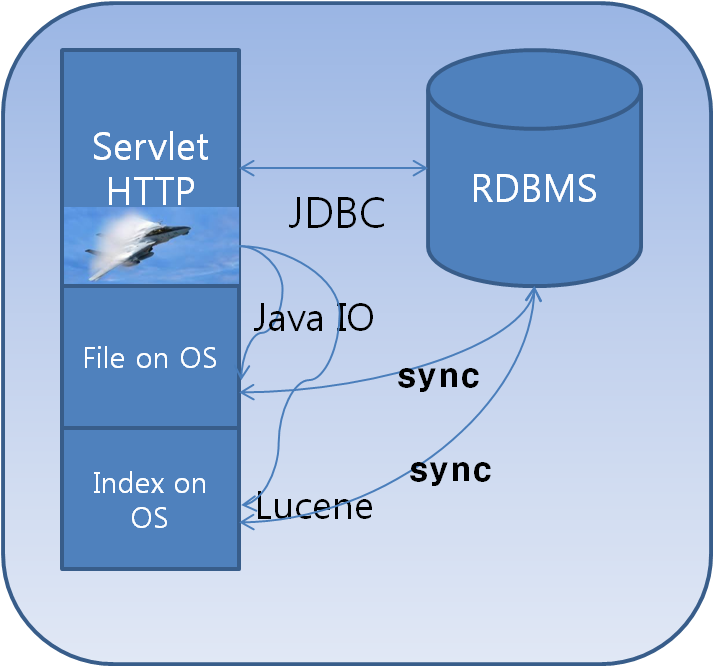 Servlet
HTTP
RDBMS
JDBC
Java IO
File on OS
sync
sync
Index on
OS
Lucene